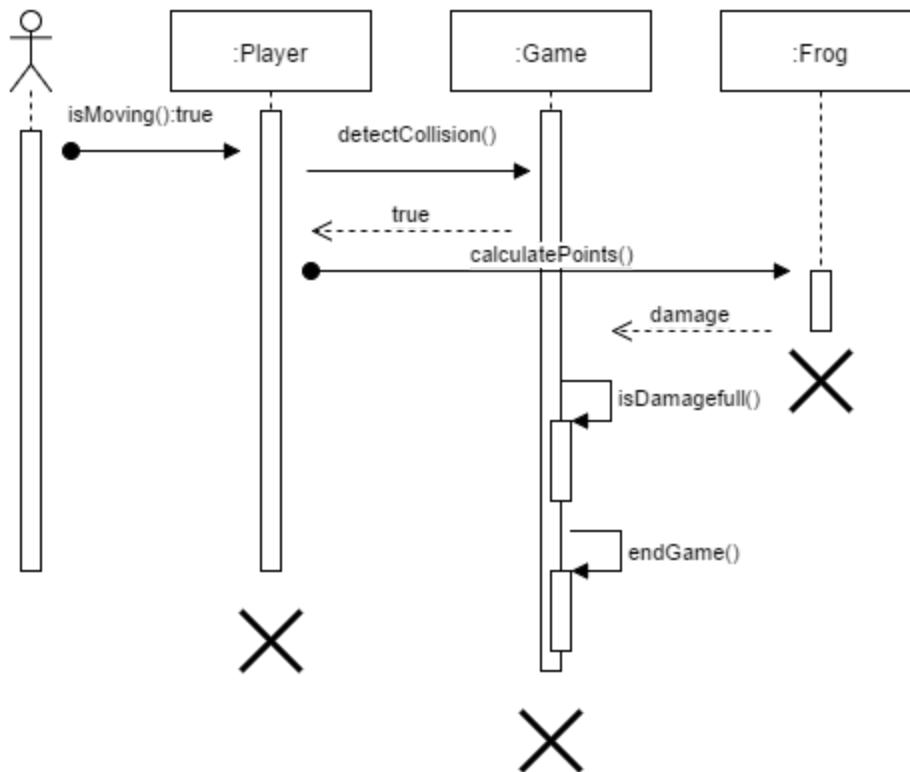 :Player
:Game
:Frog
isMoving():true
detectCollision()
true
calculatePoints()
damage
isDamagefull()
endGame()